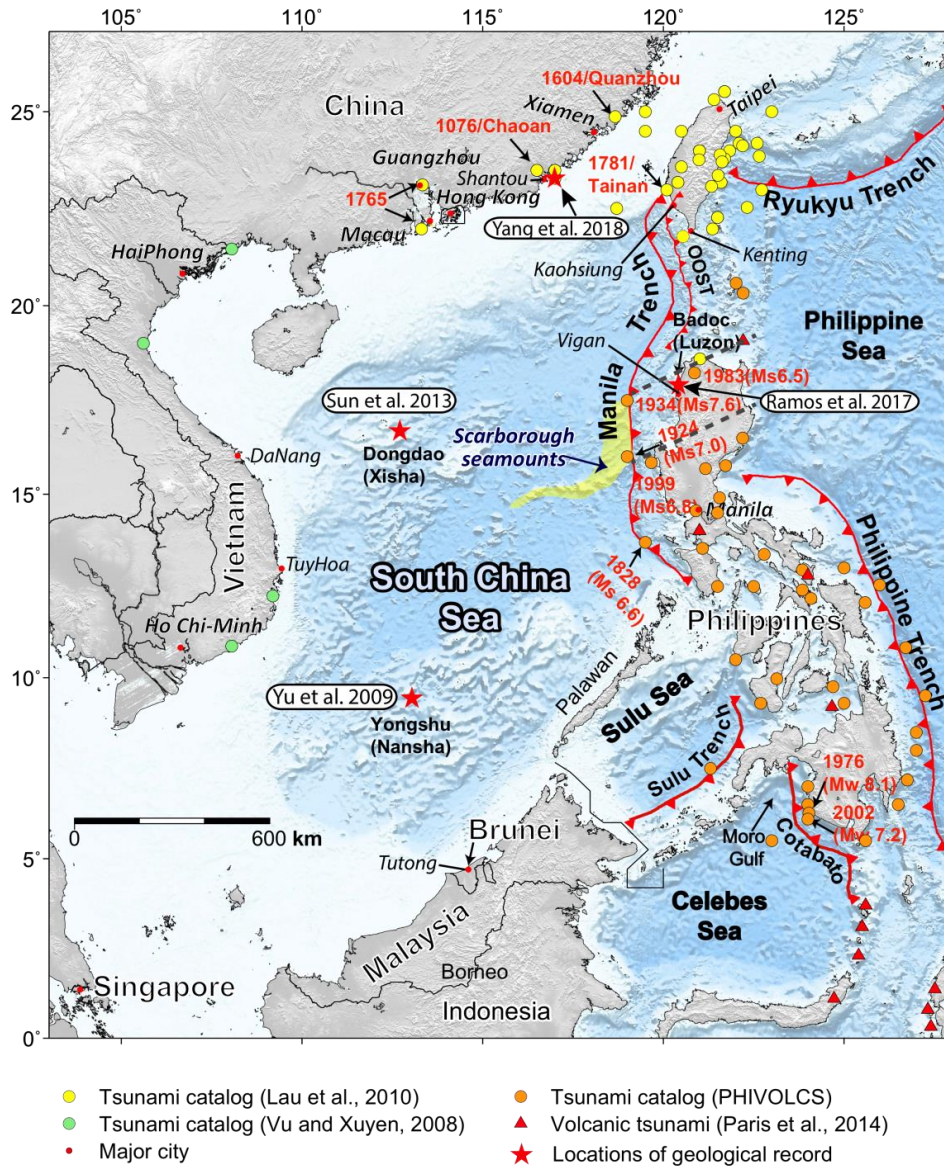 105°
110°
115°
120°
125°
25°
20°
15°
10°
5°
0°
China
1604/Quanzhou
Xiamen
Taipei
1076/Chaoan
Guangzhou
Shantou
1781/
Tainan
1765
Hong Kong
Macau
Yang et al. 2018
Ryukyu Trench
HaiPhong
Kaohsiung
Kenting
OOST
Manila Trench
Vigan
Badoc
(Luzon)
Philippine
Sea
1983(Ms6.5)
1934(Ms7.6)
Ramos et al. 2017
1924
(Ms7.0)
1999
(Ms6.8)
Manila
Sun et al. 2013
Dongdao
(Xisha)
Scarborough
seamounts
DaNang
Vietnam
TuyHoa
South China
Sea
1828
(Ms 6.6)
Philippine Trench
Philippines
Ho Chi-Minh
Yu et al. 2009
Yongshu
(Nansha)
Palawan
Sulu Sea
Sulu Trench
1976
(Mw 8.1)
2002
(Mw 7.2)
Moro
Gulf
Cotabato
600 km
0
Brunei
Tutong
Celebes
Sea
Malaysia
Borneo
Singapore
Indonesia
Tsunami catalog (Lau et al., 2010)
Tsunami catalog (Vu and Xuyen, 2008)
Major city
Tsunami catalog (PHIVOLCS)
Volcanic tsunami (Paris et al., 2014)
Locations of geological record